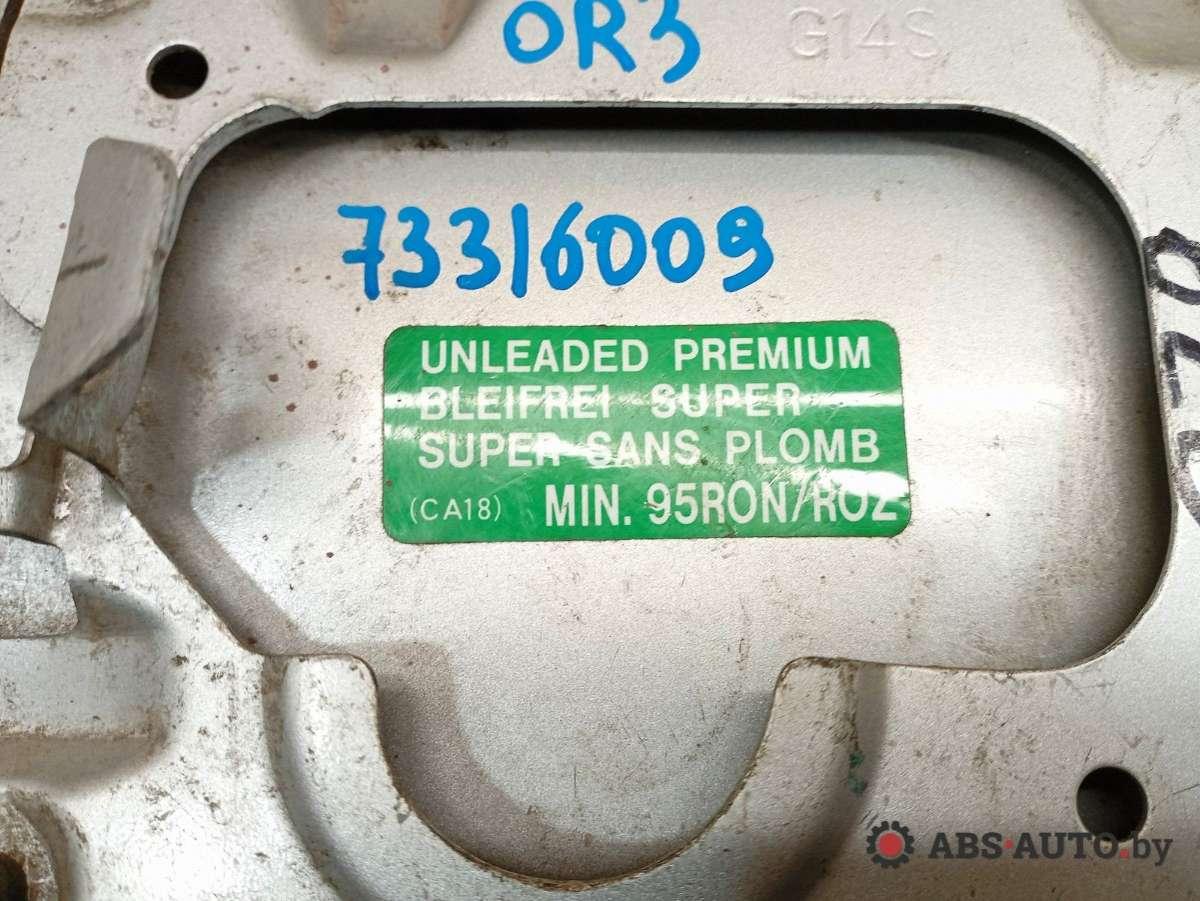 OR3
G14S
73316009
UNLEADED PREMIUM
BLEIFREI SUPER
SUPER SANS PLOMB
(CA18) MIN. 95RON/ROZ
ABS·AUTO.by